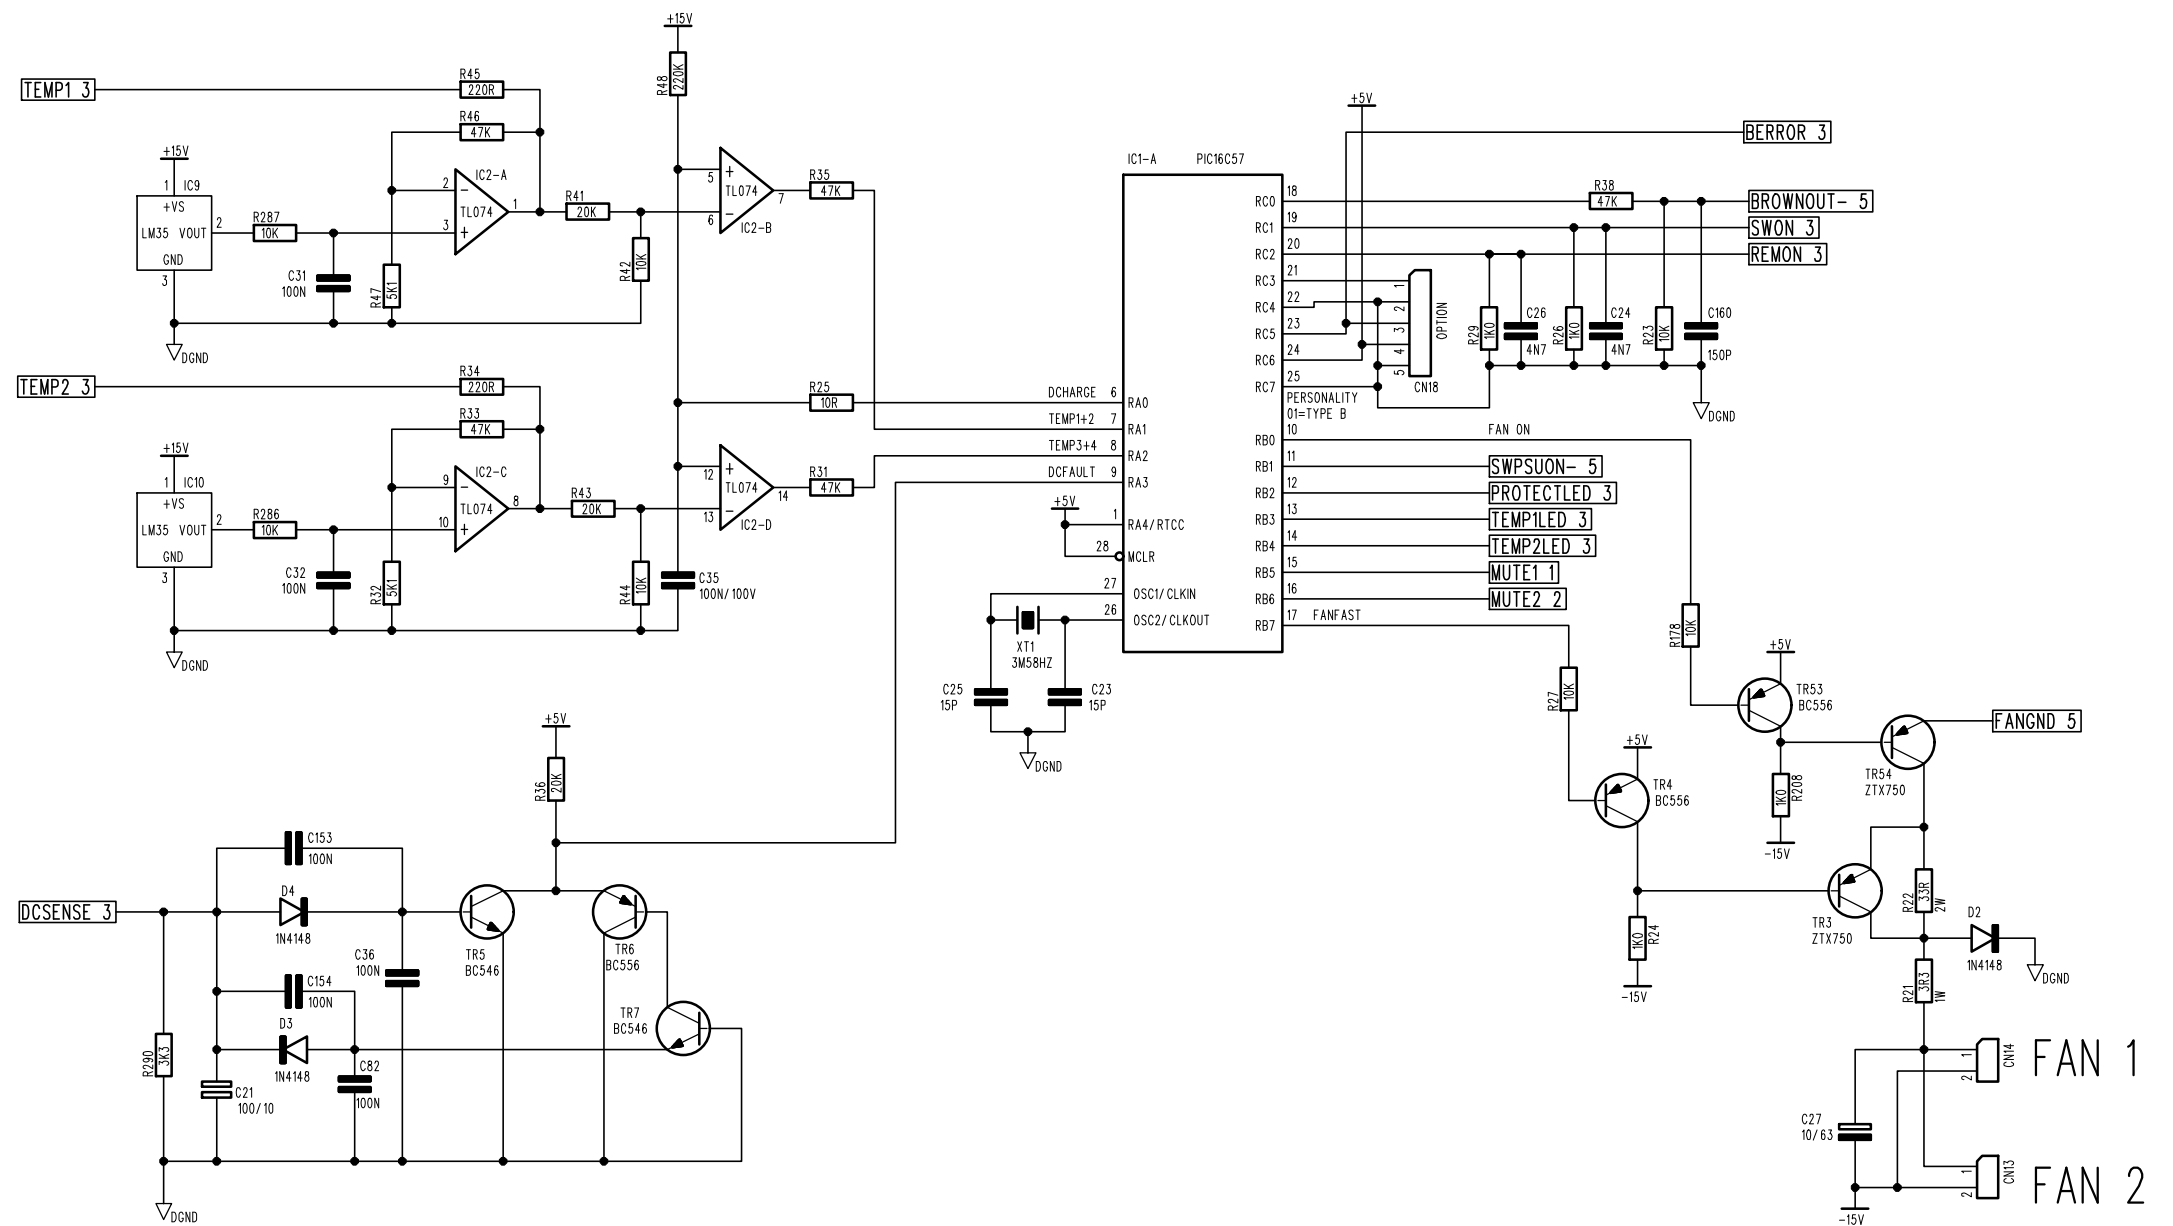 TEMP1 3
R45
220R
R46
47K
+15V
1
IC9
+VS
LM35 VOUT
GND
2
3
R287
10K
C31
100N
R47
5K1
DGND
2
3
IC2-A
TL074
1
R41
20K
R42
10K
+15V
R48
220K
5
6
TL074
IC2-B
7
R35
47K
TEMP2 3
R34
220R
R33
47K
+15V
1
IC10
+VS
LM35 VOUT
GND
2
3
R286
10K
C32
100N
R32
5K1
DGND
9
10
IC2-C
TL074
8
R43
20K
R44
10K
C35
100N/100V
12
13
TL074
IC2-D
14
R31
47K
R25
10R
IC1-A
PIC16C57
DCHARGE 6
RA0
TEMP1+2 7
RA1
TEMP3+4 8
RA2
DCFAULT 9
RA3
+5V
1
RA4/RTCC
28
MCLR
27
OSC1/CLKIN
26
OSC2/CLKOUT
XT1
3M58HZ
C25
15P
C23
15P
DGND
+5V
BERROR 3
RC0
18
R38
47K
BROWNOUT- 5
RC1
19
SWON 3
RC2
20
REMON 3
RC3
21
RC4
22
RC5
23
RC6
24
RC7
25
1
2
3
4
5
OPTION
CN18
PERSONALITY
01=TYPE B
R29
1K0
C26
4N7
R26
1K0
C24
4N7
R23
10K
C160
150P
DGND
RB0
10
FAN ON
RB1
11
SWPSUON- 5
RB2
12
PROTECTLED 3
RB3
13
TEMP1LED 3
RB4
14
TEMP2LED 3
RB5
15
MUTE1 1
RB6
16
MUTE2 2
RB7
17
FANFAST
R178
10K
R27
10K
+5V
TR53
BC556
FANGND 5
TR54
ZTX750
R208
1K0
-15V
+5V
TR4
BC556
R24
1K0
-15V
TR3
ZTX750
R22
33R
2W
D2
1N4148
DGND
R21
3R3
1W
1
2
CN14
FAN 1
C27
10/63
1
2
CN13
FAN 2
-15V
+5V
R36
20K
DCSENSE 3
C153
100N
D4
1N4148
C154
100N
D3
1N4148
C36
100N
TR5
BC546
TR6
BC556
TR7
BC546
R290
3K3
C21
100/10
C82
100N
DGND